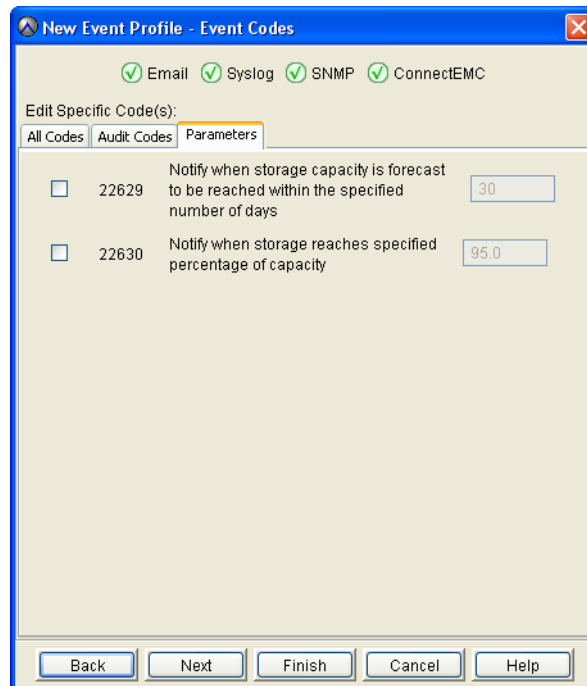 New Event Profile - Event Codes
Email Syslog SNMP ConnectEMC
Edit Specific Code(s):
All Codes Audit Codes Parameters
22629 Notify when storage capacity is forecast
to be reached within the specified
number of days
30
22630 Notify when storage reaches specified
percentage of capacity
95.0
Back Next Finish Cancel Help